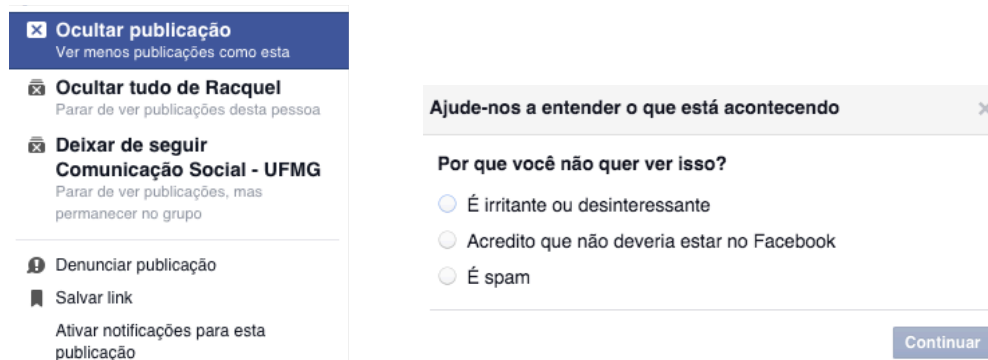 Ocultar publicação
Ver menos publicações como esta
Ocultar tudo de Racquel
Parar de ver publicações desta pessoa
Deixar de seguir
Comunicação Social - UFMG
Parar de ver publicações, mas
permanecer no grupo
Denunciar publicação
Salvar link
Ativar notificações para esta
publicação
Ajude-nos a entender o que está acontecendo
Por que você não quer ver isso?
É irritante ou desinteressante
Acredito que não deveria estar no Facebook
É spam
Continuar